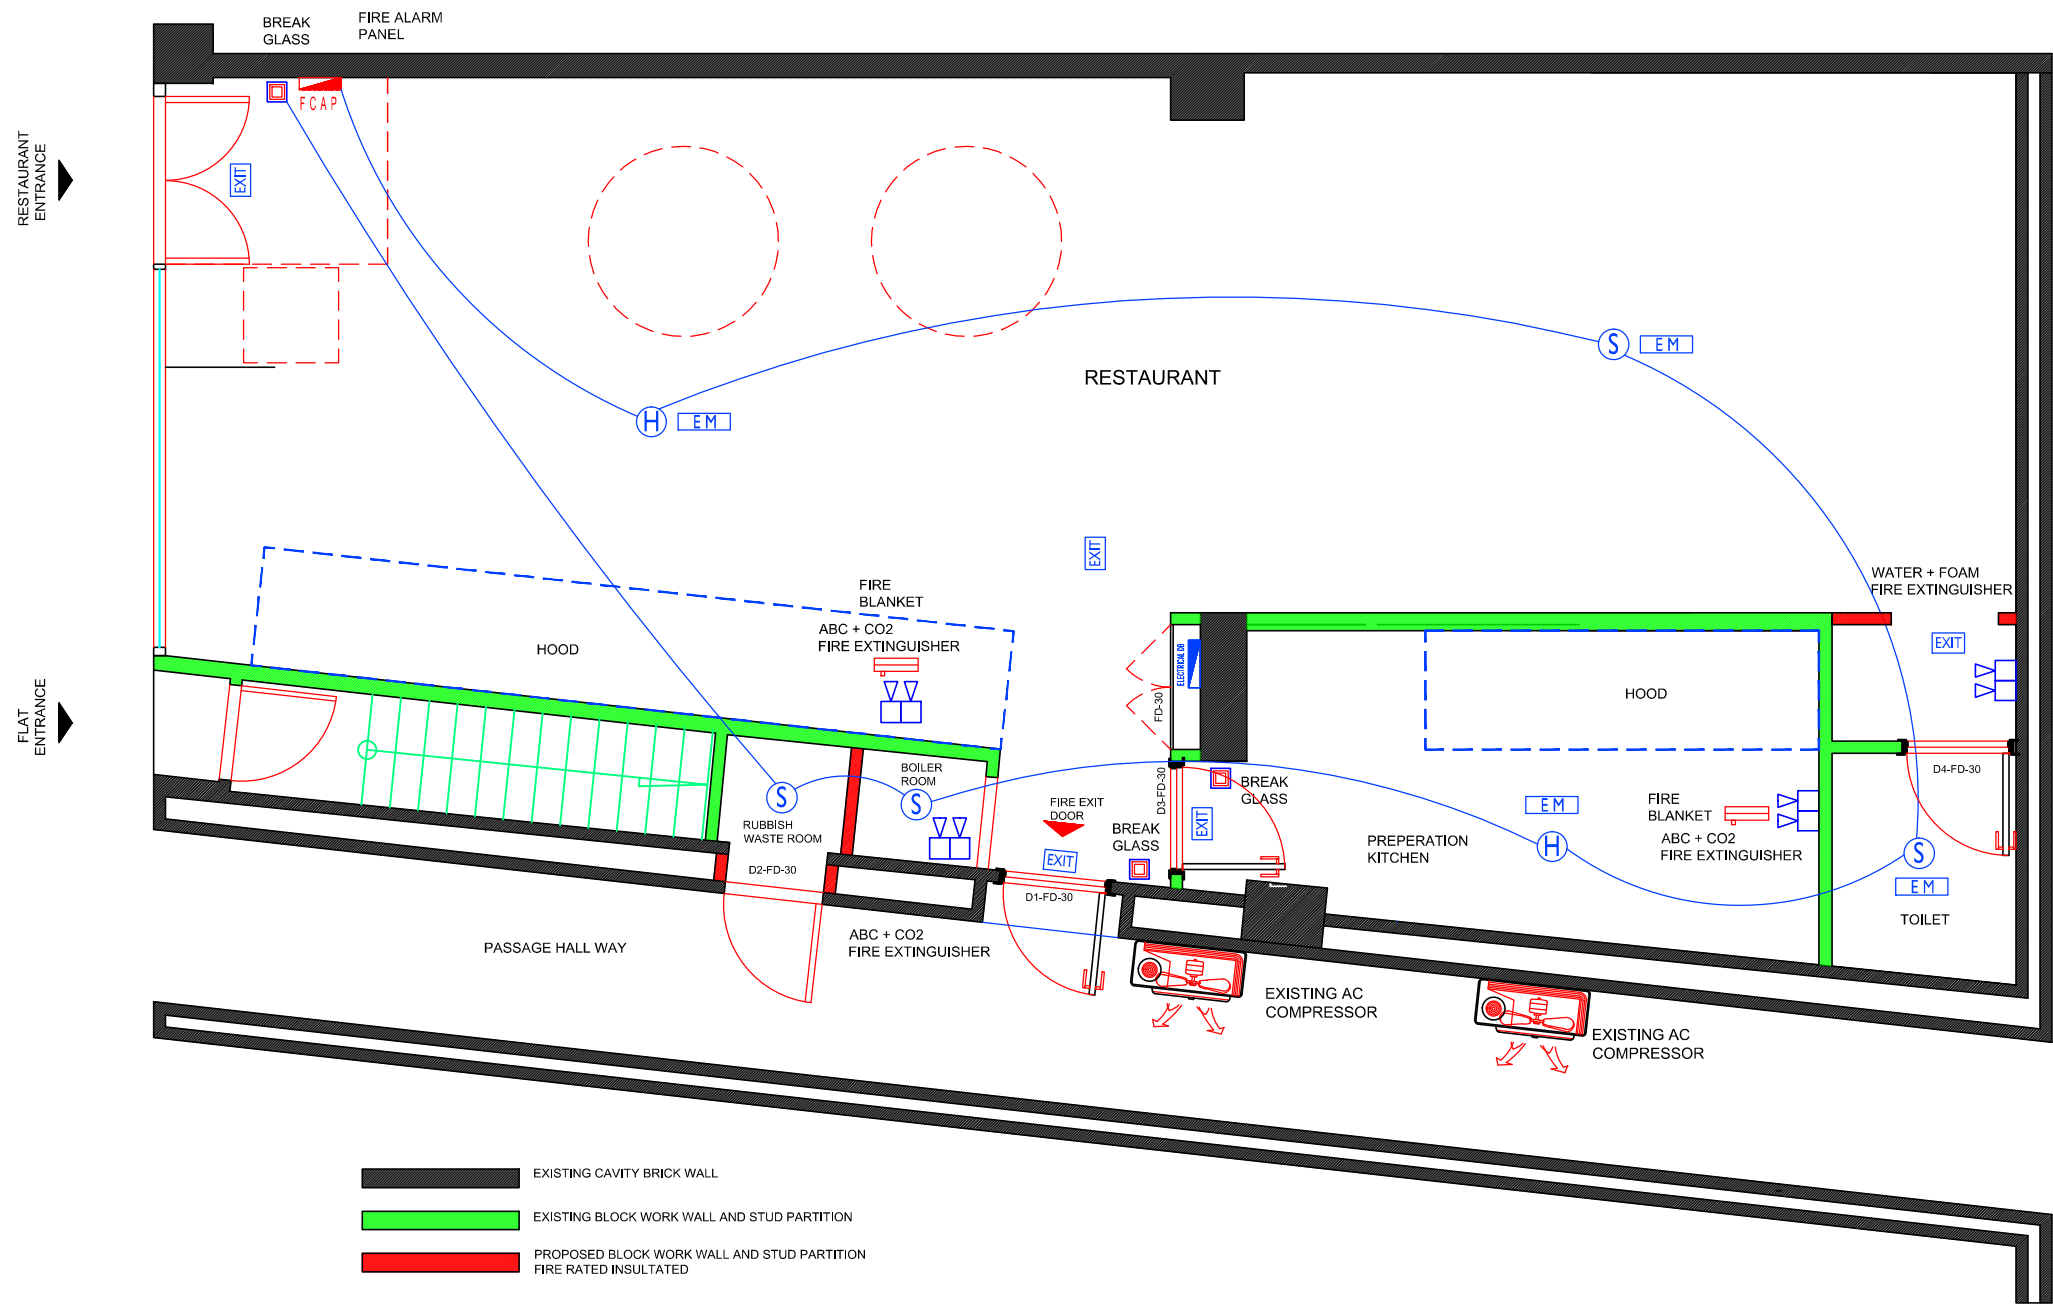 BREAK
GLASS
FIRE ALARM
PANEL
FCAP
RESTAURANT
ENTRANCE
EXIT
S
EM
RESTAURANT
H
EM
EXIT
FIRE
BLANKET
ABC + CO2
FIRE EXTINGUISHER
HOOD
WATER + FOAM
FIRE EXTINGUISHER
EXIT
ELECTRICAL DB
FD-30
HOOD
FLAT
ENTRANCE
BOILER
ROOM
S
S
RUBBISH
WASTE ROOM
D2-FD-30
FIRE EXIT
DOOR
EXIT
D1-FD-30
BREAK
GLASS
D3-FD-30
BREAK
GLASS
EXIT
EM
H
PREPERATION
KITCHEN
FIRE
BLANKET
ABC + CO2
FIRE EXTINGUISHER
D4-FD-30
S
EM
TOILET
PASSAGE HALL WAY
ABC + CO2
FIRE EXTINGUISHER
EXISTING AC
COMPRESSOR
EXISTING AC
COMPRESSOR
EXISTING CAVITY BRICK WALL
EXISTING BLOCK WORK WALL AND STUD PARTITION
PROPOSED BLOCK WORK WALL AND STUD PARTITION
FIRE RATED INSULTATED